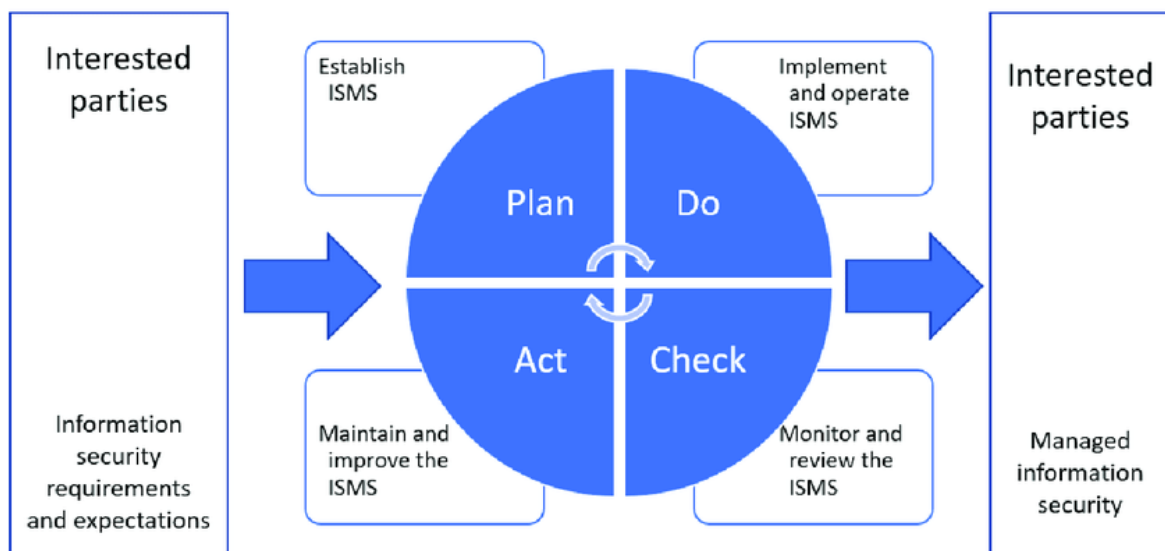 Interested
parties
Information
security
requirements
and expectations
Establish
ISMS
Plan
Implement
and operate
ISMS
Do
Act
Maintain and
improve the
ISMS
Check
Monitor and
review the
ISMS
Interested
parties
Managed
information
security